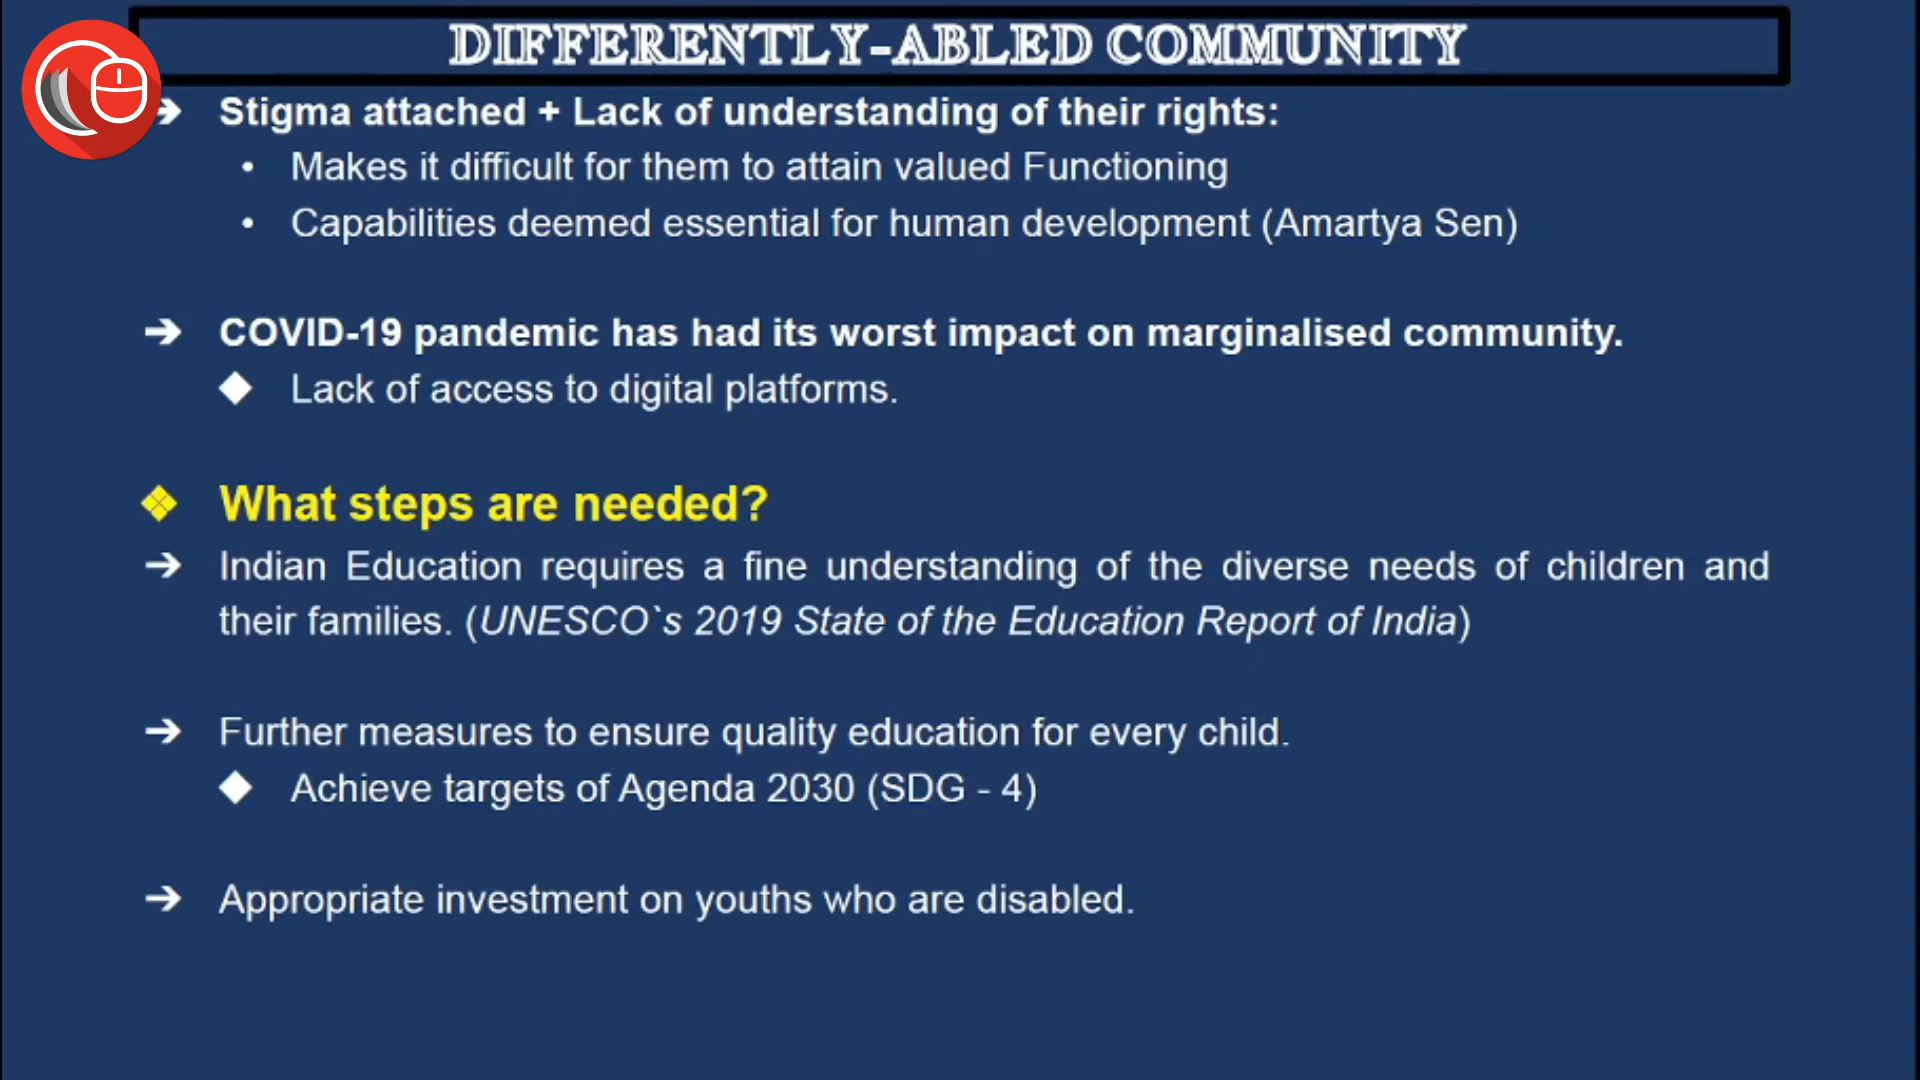 DIFFERENTLY-ABLED COMMUNITY
➔ Stigma attached + Lack of understanding of their rights:
• Makes it difficult for them to attain valued Functioning
• Capabilities deemed essential for human development (Amartya Sen)
➔ COVID-19 pandemic has had its worst impact on marginalised community.
◆ Lack of access to digital platforms.
❖ What steps are needed?
➔ Indian Education requires a fine understanding of the diverse needs of children and
their families. (UNESCO`s 2019 State of the Education Report of India)
➔ Further measures to ensure quality education for every child.
◆ Achieve targets of Agenda 2030 (SDG - 4)
➔ Appropriate investment on youths who are disabled.